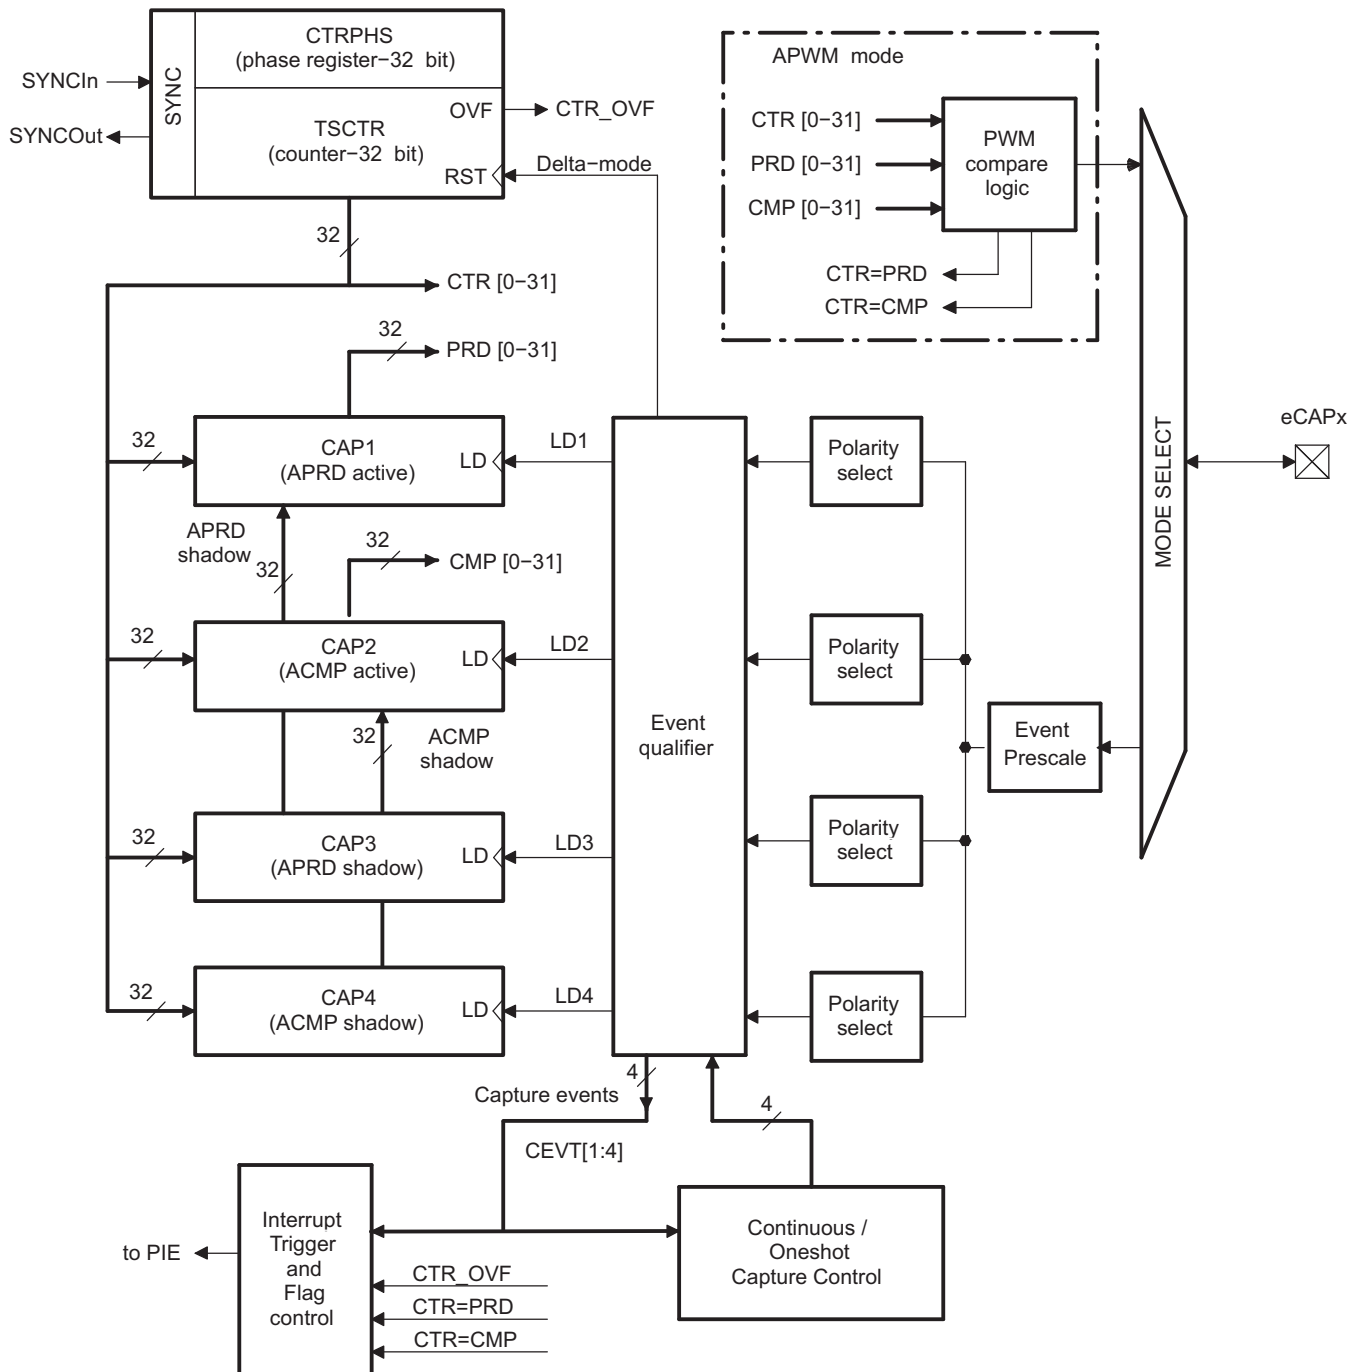 CTRPHS
(phase register−32 bit)
APWM mode
SYNCIn
SYNC
OVF
CTR_OVF
SYNCOut
TSCTR
(counter−32 bit)
CTR [0−31]
PRD [0−31]
CMP [0−31]
PWM
compare
logic
RST
Delta−mode
32
CTR=PRD
CTR=CMP
CTR [0−31]
32
PRD [0−31]
MODE SELECT
eCAPx
32
CAP1
(APRD active)
LD
LD1
Polarity
select
APRD
shadow
32
32
CMP [0−31]
32
CAP2
(ACMP active)
LD
LD2
Polarity
select
32
ACMP
shadow
Event
qualifier
Event
Prescale
32
CAP3
(APRD shadow)
LD
LD3
Polarity
select
32
CAP4
(ACMP shadow)
LD
LD4
Polarity
select
4
Capture events
4
CEVT[1:4]
Interrupt
Trigger
and
Flag
control
to PIE
Continuous /
Oneshot
Capture Control
CTR_OVF
CTR=PRD
CTR=CMP